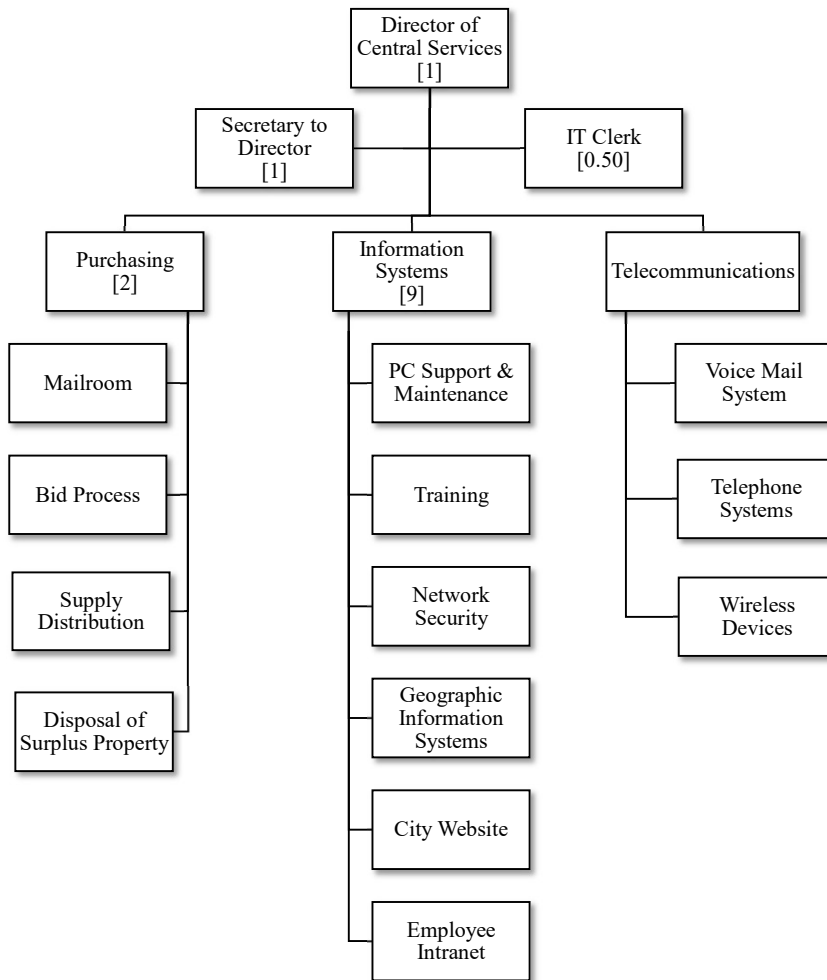 Director of
Central Services
[1]
Secretary to
Director
[1]
IT Clerk
[0.50]
Purchasing
[2]
Information
Systems
[9]
Telecommunications
Mailroom
Bid Process
Supply
Distribution
Disposal of
Surplus Property
PC Support &
Maintenance
Training
Network
Security
Geographic
Information
Systems
City Website
Employee
Intranet
Voice Mail
System
Telephone
Systems
Wireless
Devices